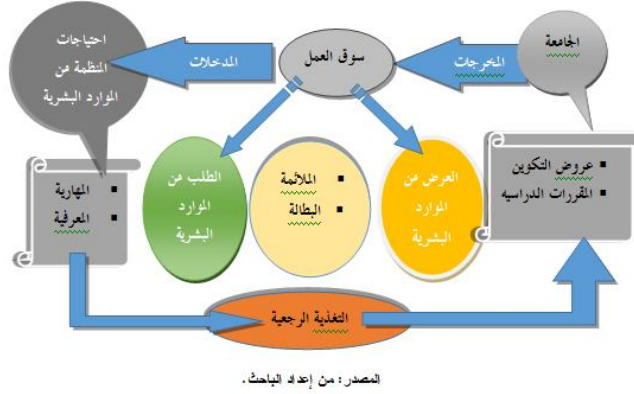 الجامعة
المخرجات
سوق العمل
المدخلات
احتياجات
المنظمة من
الموارد البشرية
عروض التكوين
المقررات الدراسيه
العرض من
الموارد
البشرية
الملائمة
البطالة
الطلب من
الموارد
البشرية
المهارية
المعرفية
التغذية الرجعية
المصدر: من إعداد الباحث.